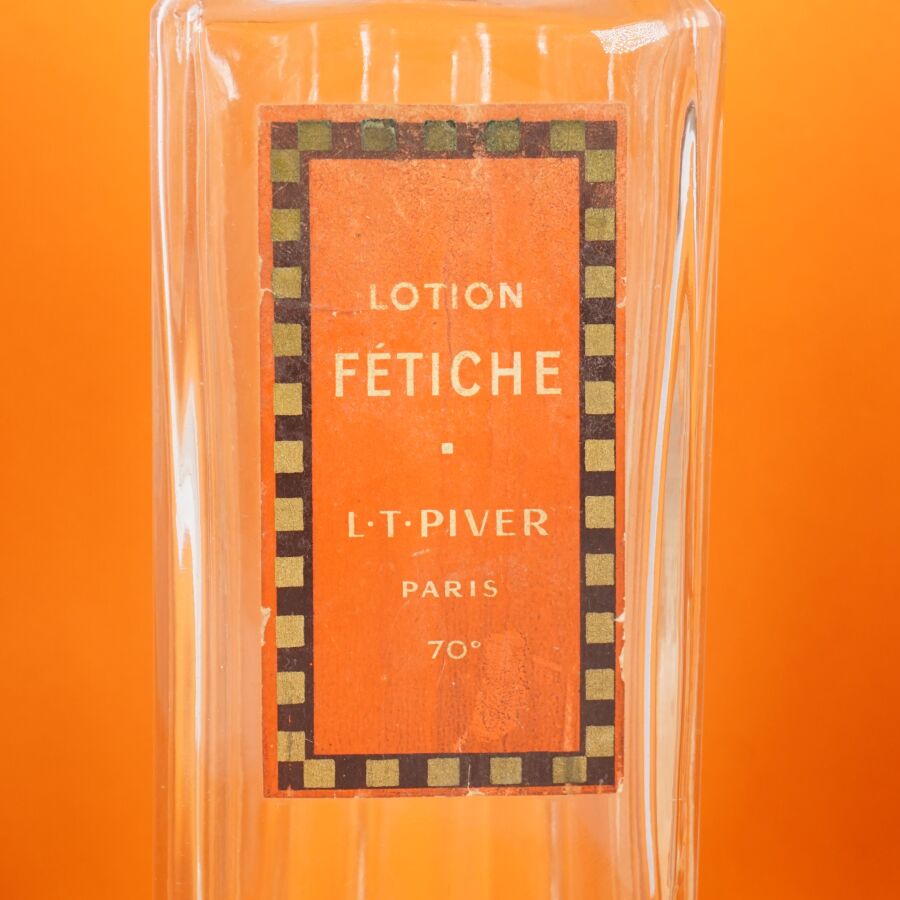 LOTION
FÉTICHE
L·T·PIVER
PARIS
70°